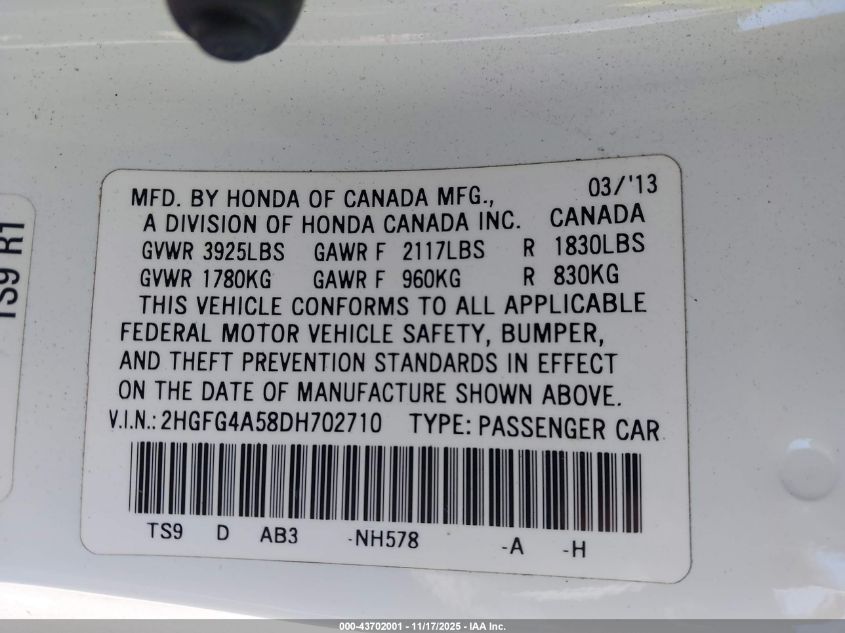 MFD. BY HONDA OF CANADA MFG., 03/'13
A DIVISION OF HONDA CANADA INC. CANADA
GVWR 3925LBS GAWR F 2117LBS R 1830LBS
GVWR 1780KG GAWR F 960KG R 830KG
THIS VEHICLE CONFORMS TO ALL APPLICABLE
FEDERAL MOTOR VEHICLE SAFETY, BUMPER,
AND THEFT PREVENTION STANDARDS IN EFFECT
ON THE DATE OF MANUFACTURE SHOWN ABOVE.
V.I.N.: 2HGFG4A58DH702710 TYPE: PASSENGER CAR
TS9 D AB3 -NH578 -A -H
TS9 R1
000-43702001 - 11/17/2025 - IAA Inc.